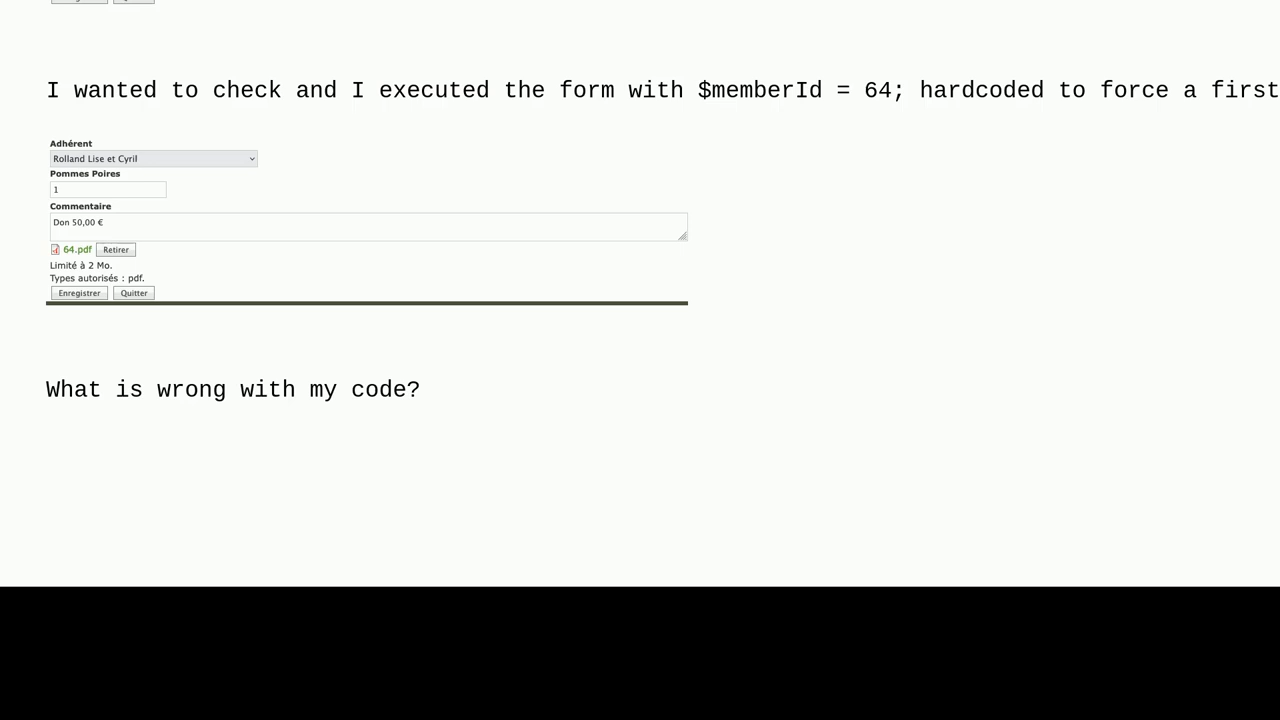 I wanted to check and I executed the form with $memberId = 64; hardcoded to force a first
Adhérent
Rolland Lise et Cyril
Pommes Poires
1
Commentaire
Don 50,00 €
64.pdf Retirer
Limité à 2 Mo.
Types autorisés : pdf.
Enregistrer Quitter
What is wrong with my code?